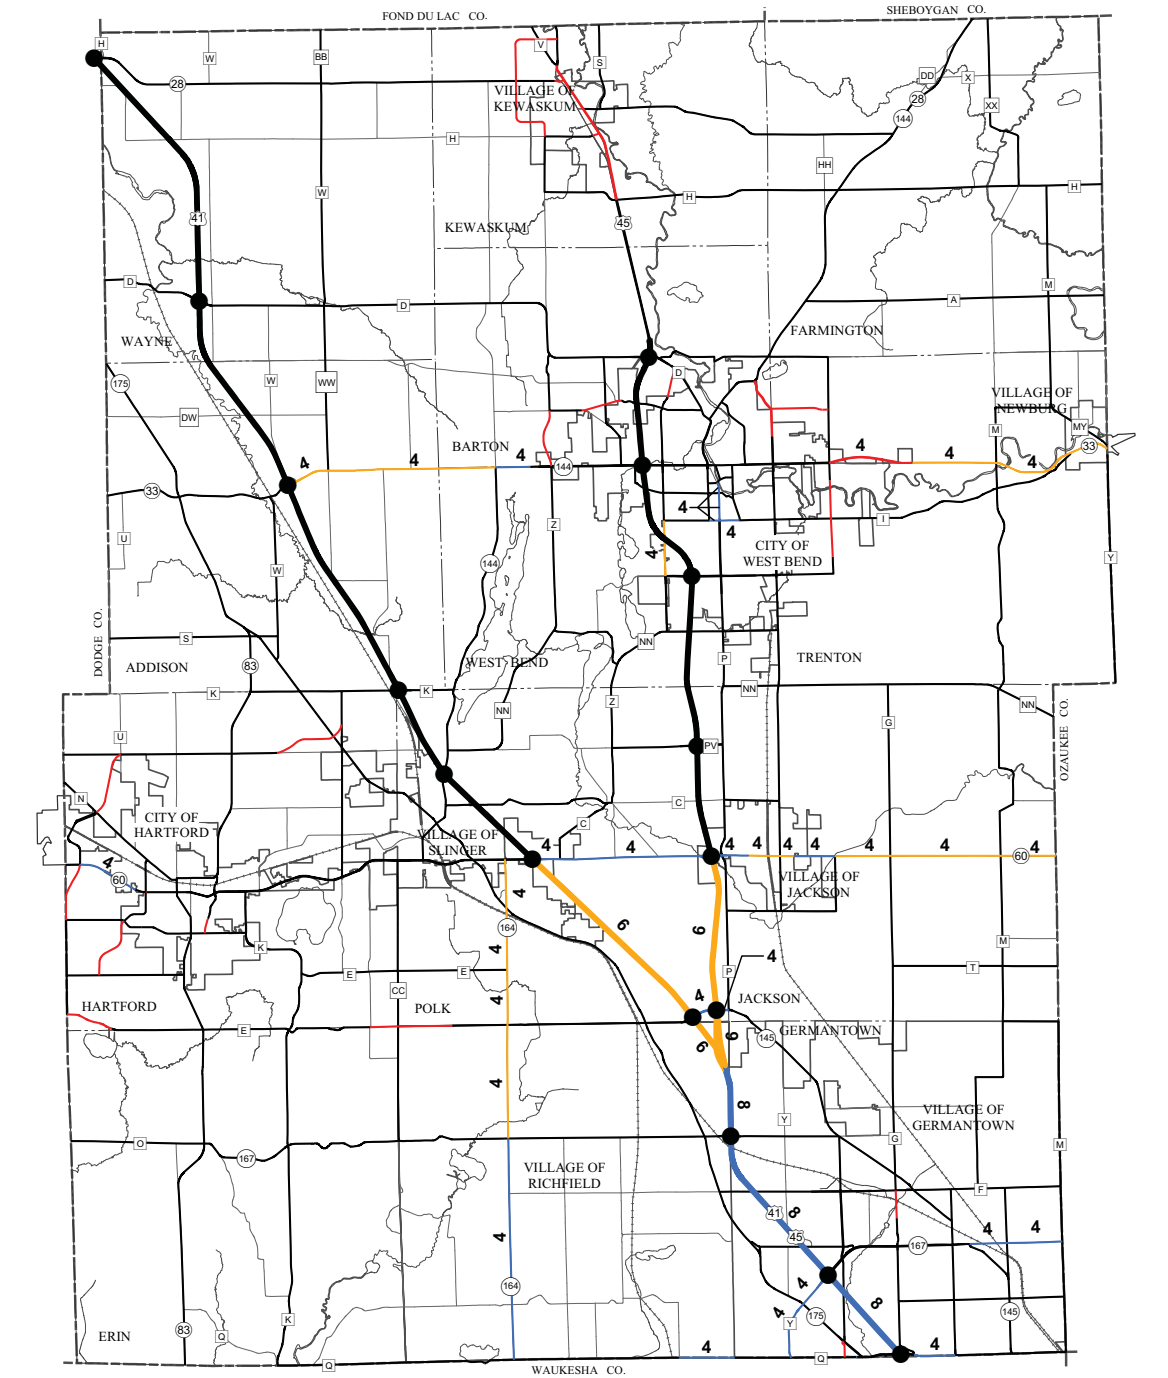 FOND DU LAC CO.
SHEBOYGAN CO.
H
W
BB
V
S
DD
X
28
28
XX
144
VILLAGE OF
KEWASKUM
H
HH
W
H
H
41
45
KEWASKUM
D
D
M
A
WAYNE
FARMINGTON
175
W
WW
D
VILLAGE OF
NEWBURG
DW
M
MY
33
BARTON
4
4
4
144
4
4
4
33
4
I
U
Z
4
4
CITY OF
WEST BEND
Y
144
W
DODGE CO.
S
NN
83
ADDISON
WEST BEND
P
TRENTON
K
K
NN
NN
Z
NN
G
OZAUKEE CO.
U
PV
N
C
CITY OF
HARTFORD
C
VILLAGE OF
SLINGER
4
4
4
4
4
4
4
4
4
60
4
60
VILLAGE OF
JACKSON
4
164
6
6
K
4
M
4
E
E
P
T
CC
4
HARTFORD
POLK
4
JACKSON
E
GERMANTOWN
6
6
145
4
8
Y
VILLAGE OF
GERMANTOWN
O
G
M
167
VILLAGE OF
RICHFIELD
F
41
8
4
45
4
4
167
164
4
8
4
175
145
K
Y
83
Q
ERIN
4
4
Q
Q
WAUKESHA CO.